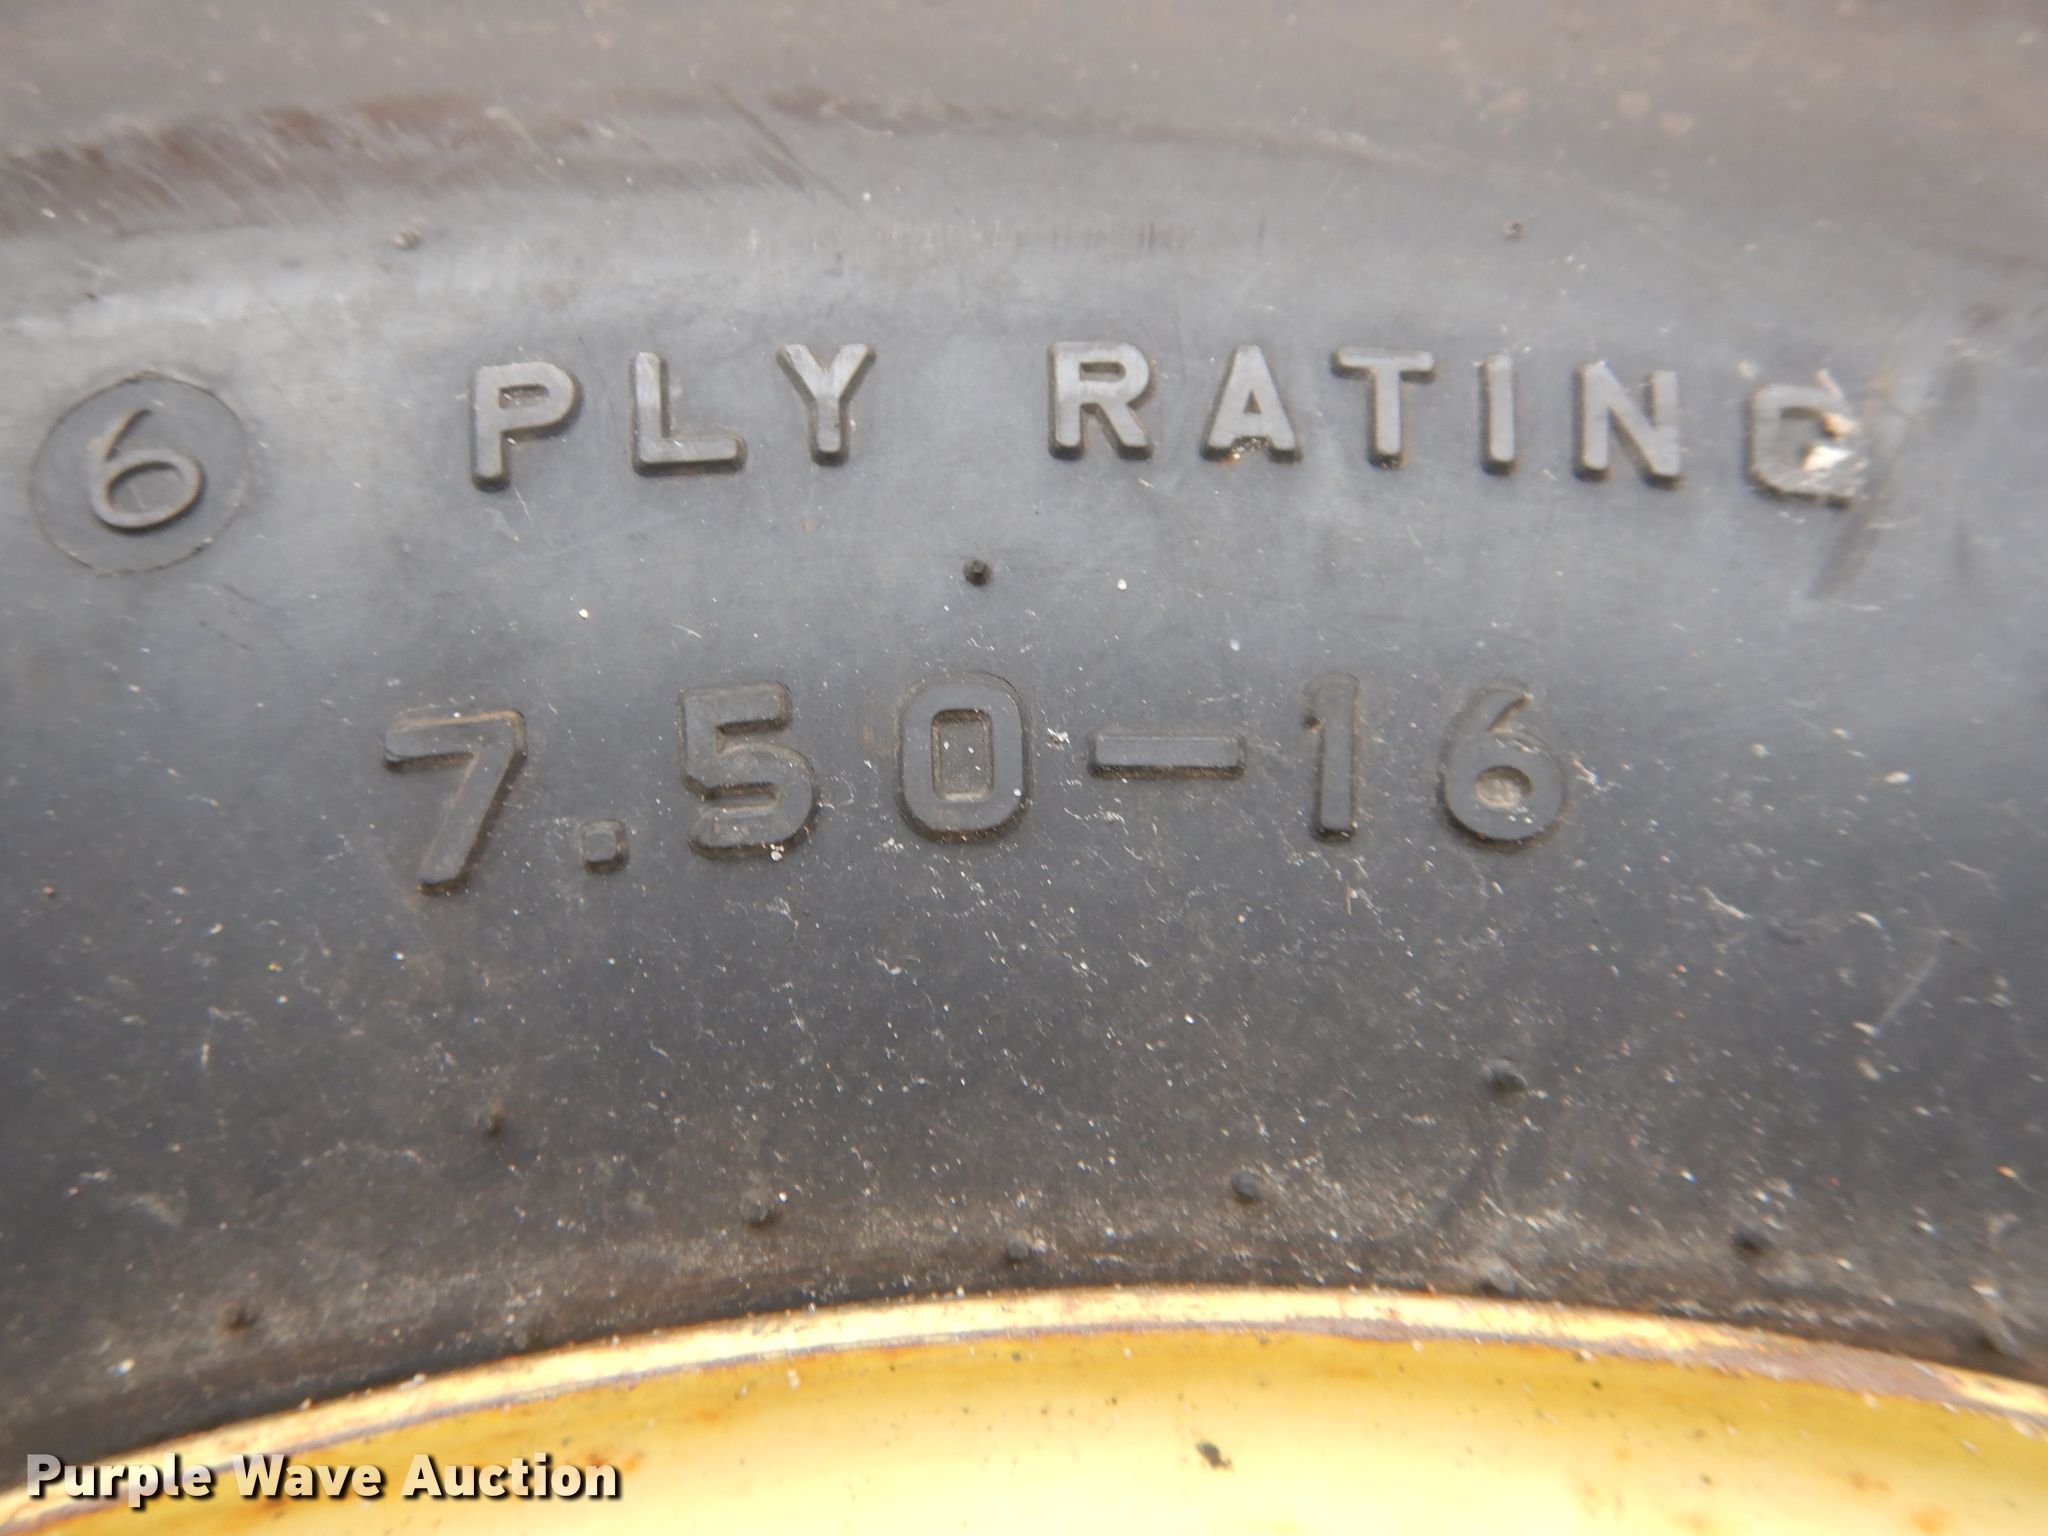 6 PLY RATING
7.50-16
Purple Wave Auction